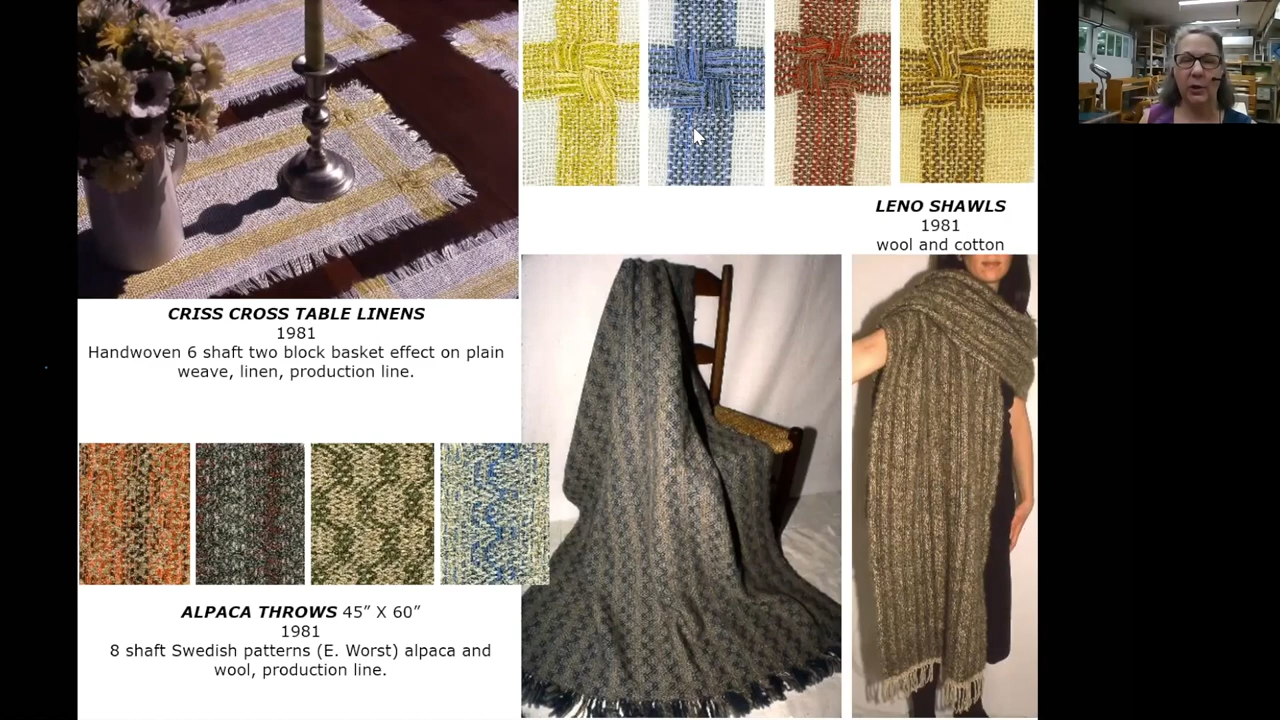 CRISS CROSS TABLE LINENS
1981
Handwoven 6 shaft two block basket effect on plain
weave, linen, production line.
LENO SHAWLS
1981
wool and cotton
ALPACA THROWS 45” X 60”
1981
8 shaft Swedish patterns (E. Worst) alpaca and
wool, production line.